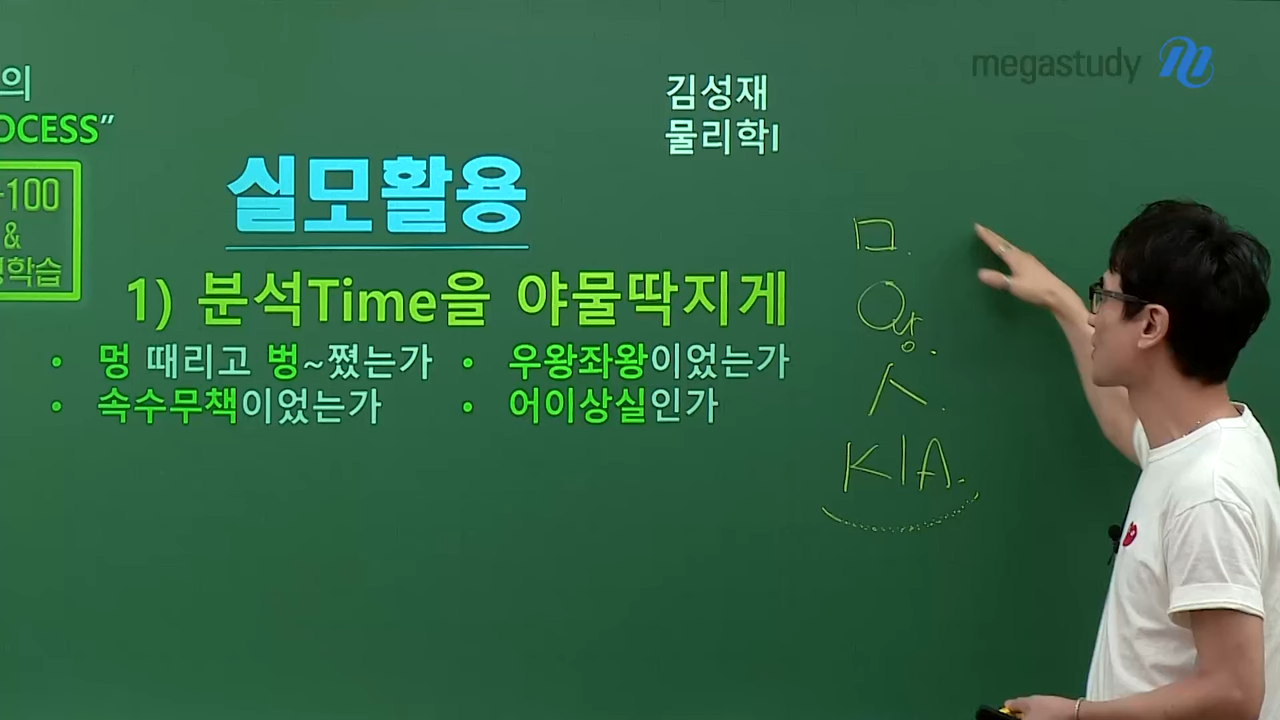 megastudy
의
OCESS”
김성재
물리학I
-100
&
학습
실모활용
1) 분석Time을 야물딱지게
• 멍 때리고 벙~쪘는가
• 우왕좌왕이었는가
• 속수무책이었는가
• 어이상실인가
ㅁ.
왕.
ㅅ.
KIA.